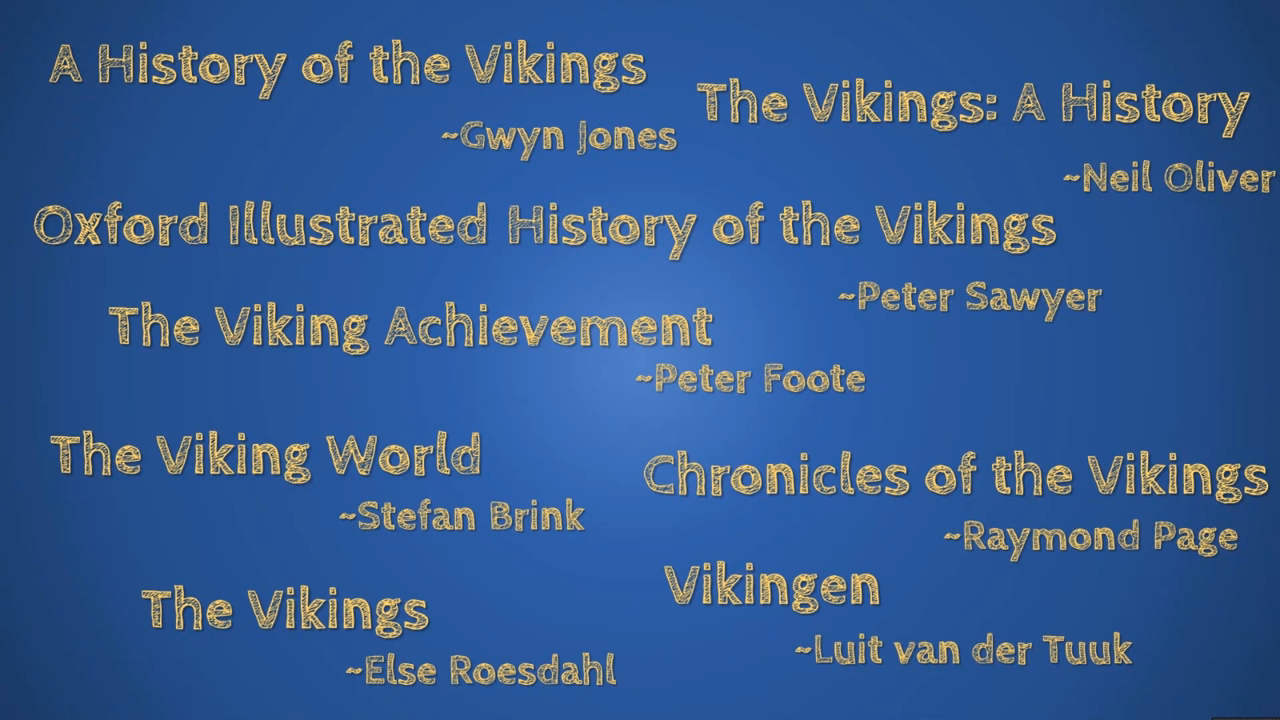 A History of the Vikings
~Gwyn Jones
The Vikings: A History
~Neil Oliver
Oxford Illustrated History of the Vikings
~Peter Sawyer
The Viking Achievement
~Peter Foote
The Viking World
~Stefan Brink
Chronicles of the Vikings
~Raymond Page
The Vikings
~Else Roesdahl
Vikingen
~Luit van der Tuuk